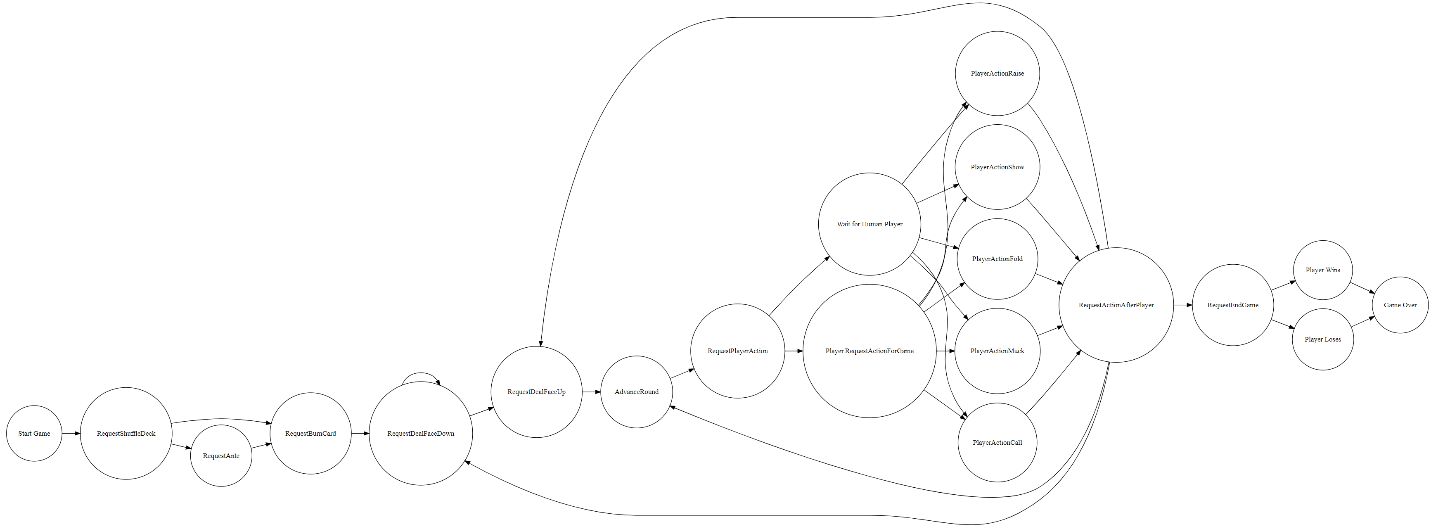 PlayerActionRaise
PlayerActionShow
Wait for Human Player
PlayerActionFold
Player Wins
RequestActionAfterPlayer
RequestEndGame
Game Over
Player Loses
RequestPlayerAction
PlayerRequestActionForGame
PlayerActionMuck
RequestDealFaceUp
AdvanceRound
Start Game
RequestShuffleDeck
RequestBurnCard
RequestDealFaceDown
PlayerActionCall
RequestAnte